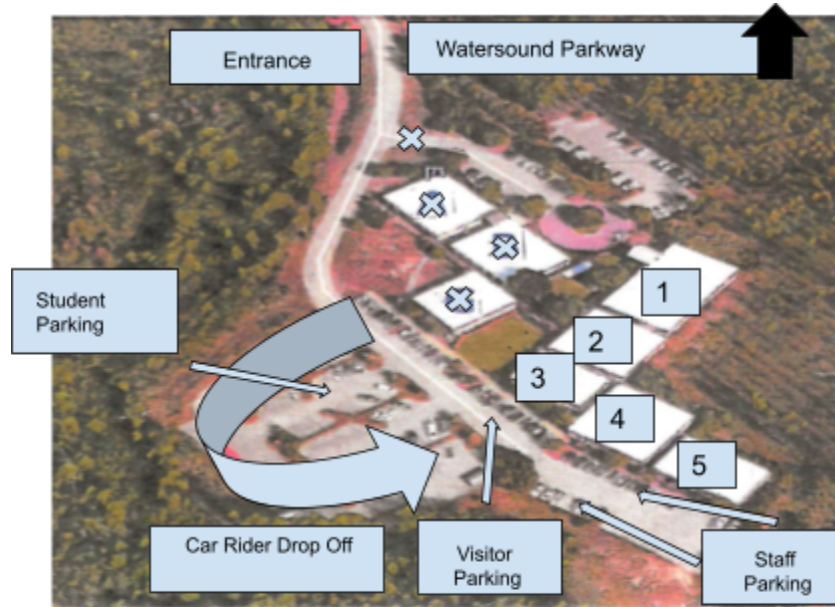 Entrance
Watersound Parkway
1
Student
Parking
2
3
4
5
Car Rider Drop Off
Visitor
Parking
Staff
Parking